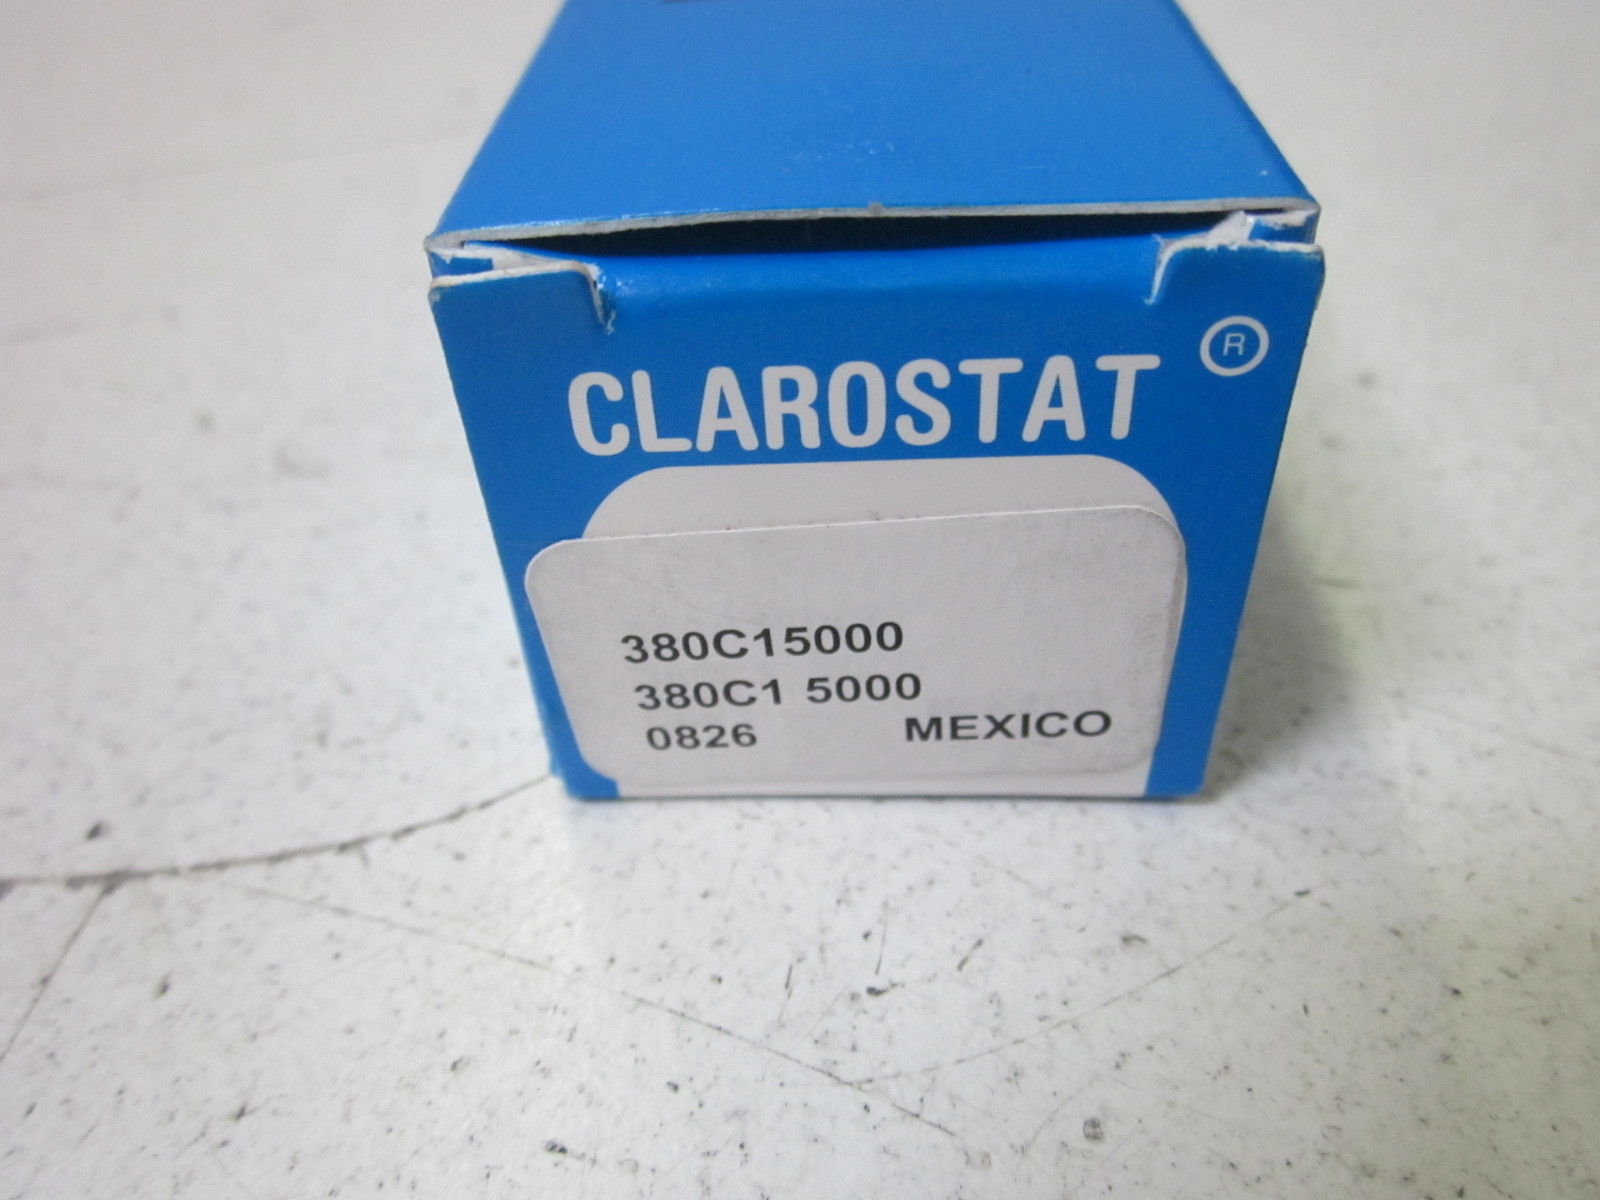 CLAROSTAT ®
380C15000
380C1 5000
0826 MEXICO